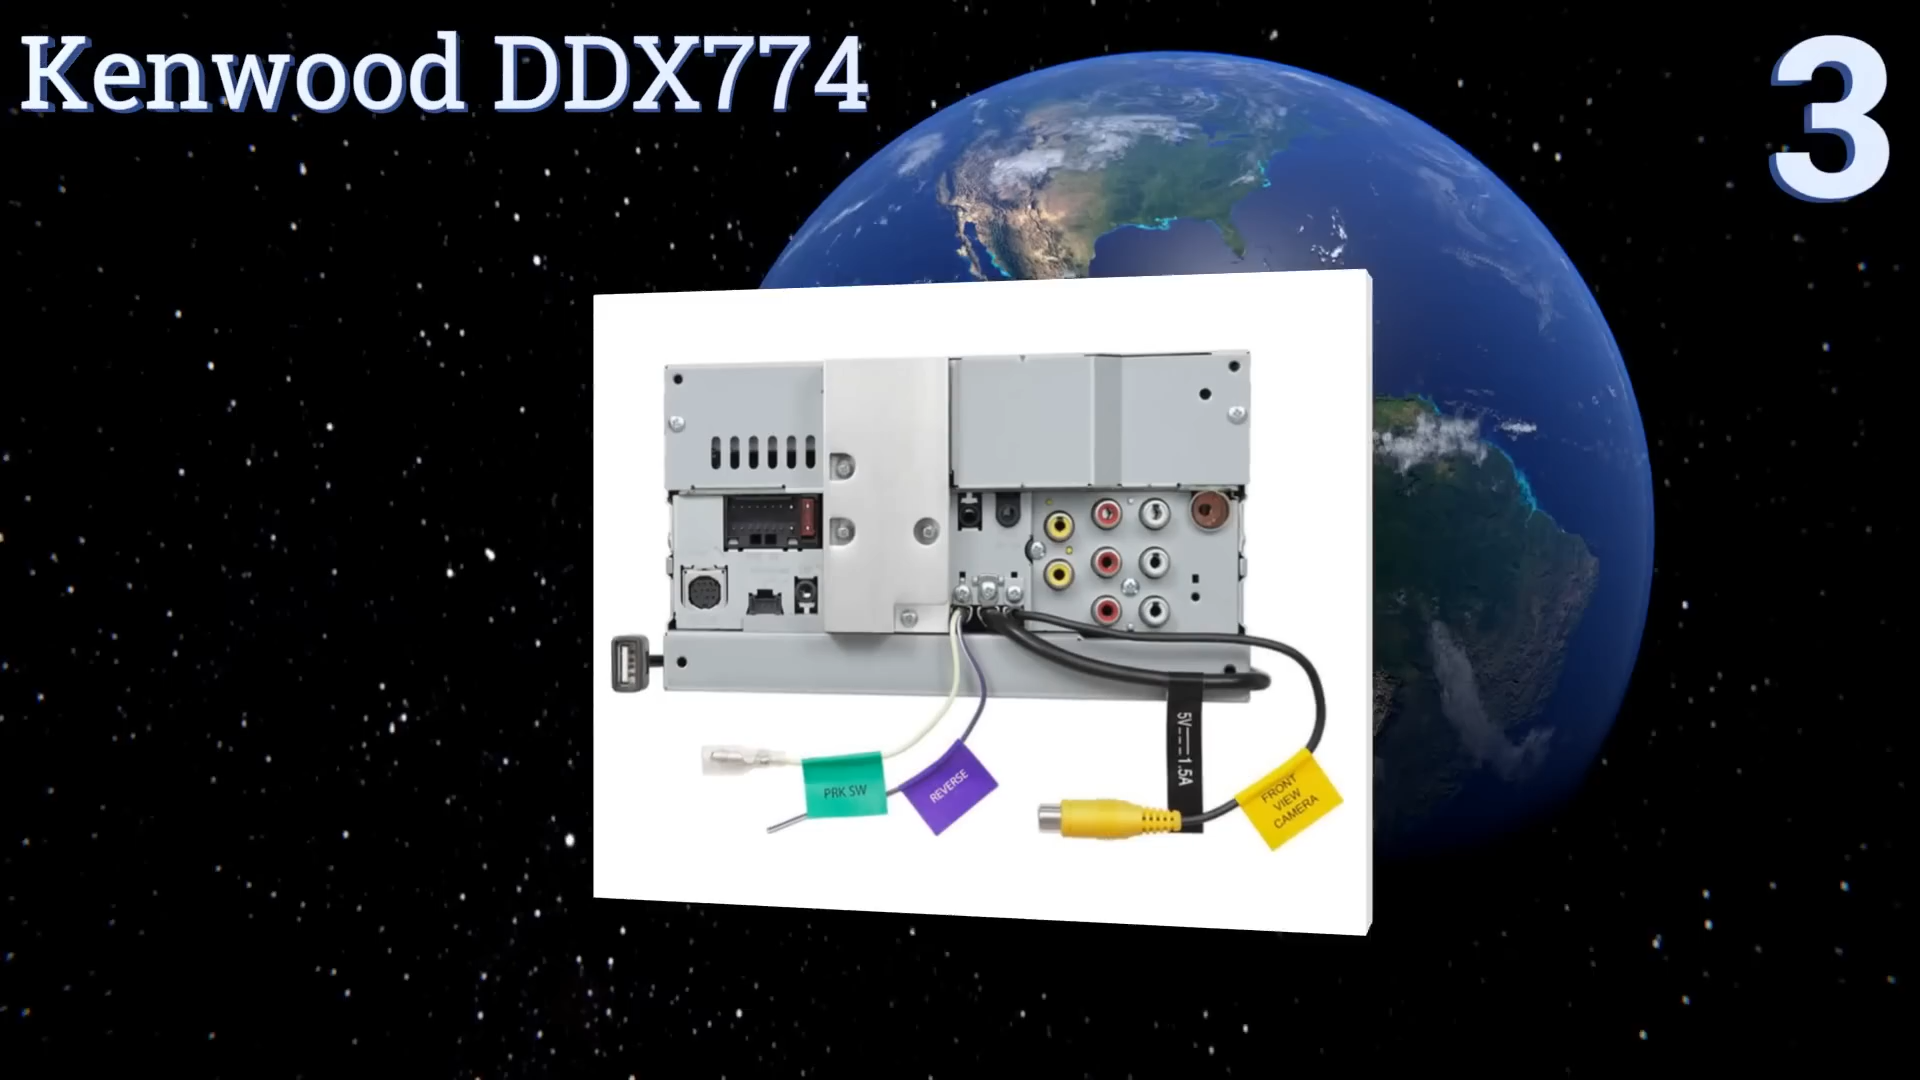 Kenwood DDX774
3
5V⎓1.5A
PRK SW
REVERSE
FRONT
VIEW
CAMERA